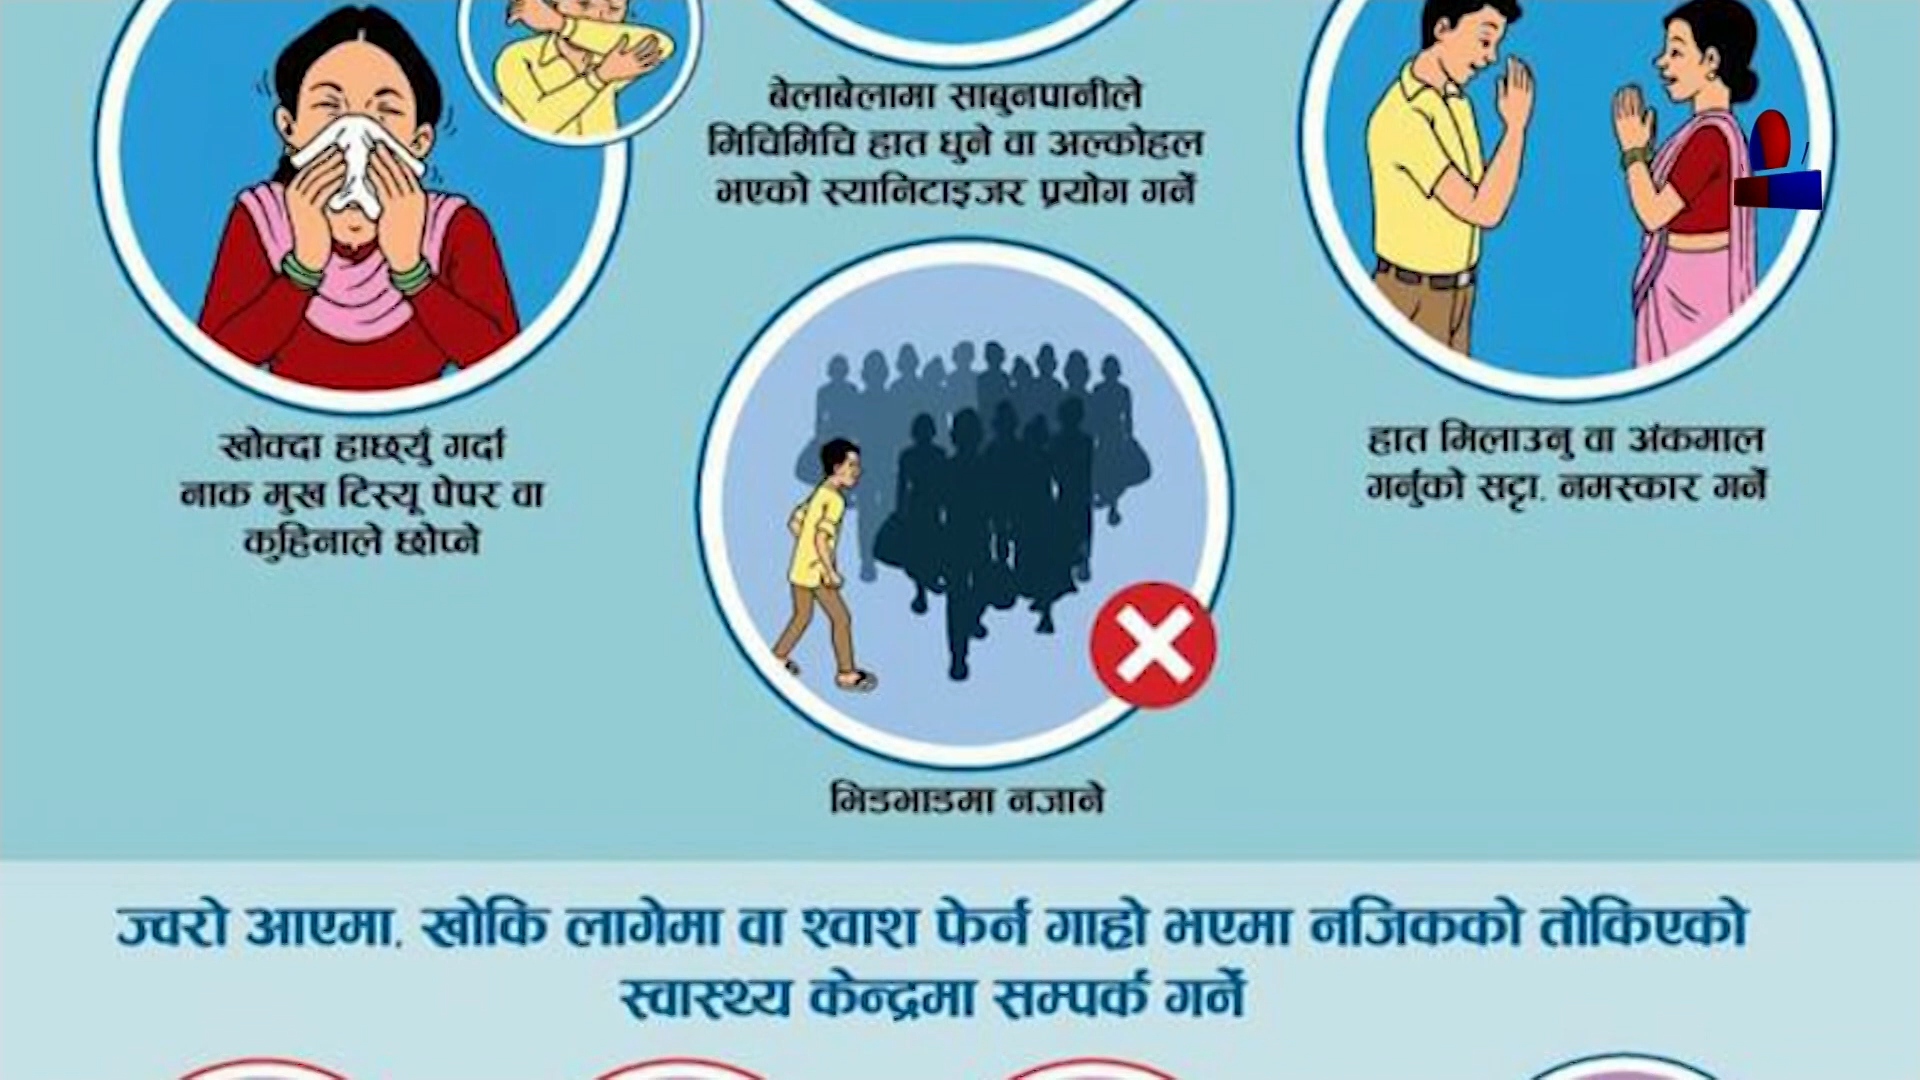 बेलाबेलामा साबुनपानीले
मिचिमिचि हात धुने वा अल्कोहल
भएको स्यानिटाइजर प्रयोग गर्ने
खोक्दा हाछ्युँ गर्दा
नाक मुख टिस्यू पेपर वा
कुहिनाले छोप्ने
हात मिलाउनु वा अंकमाल
गर्नुको सट्टा, नमस्कार गर्ने
भिडभाडमा नजाने
ज्वरो आएमा, खोकि लागेमा वा श्वाश फेर्न गाह्रो भएमा नजिकको तोकिएको
स्वास्थ्य केन्द्रमा सम्पर्क गर्ने